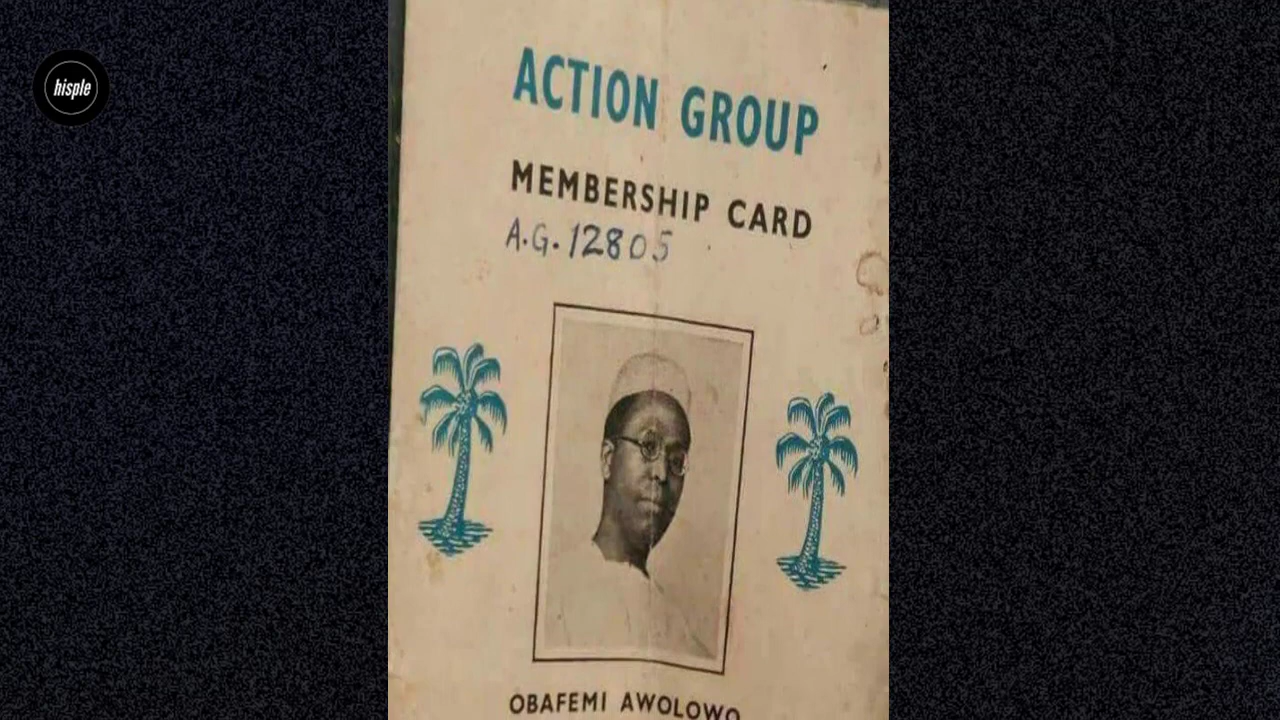 hisple
ACTION GROUP
MEMBERSHIP CARD
A.G. 12805
OBAFEMI AWOLOWO